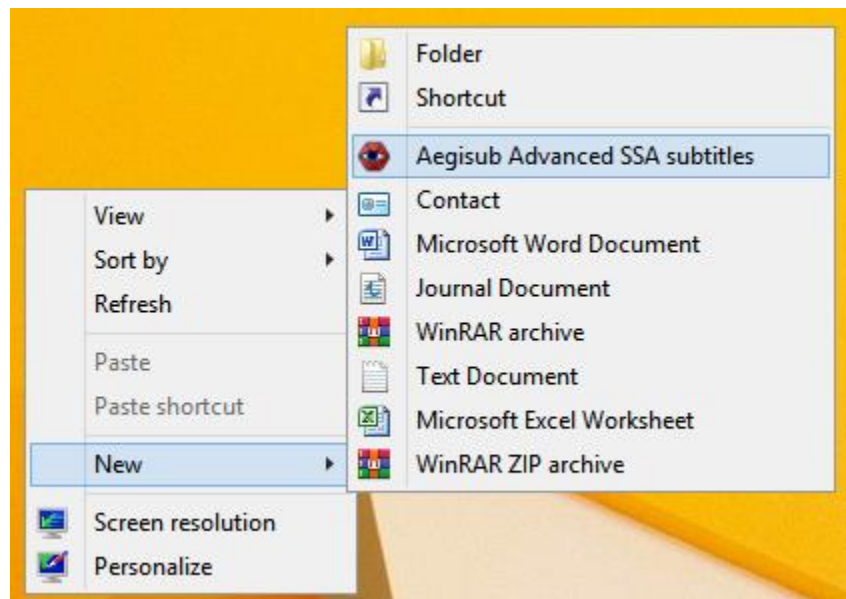 View
Sort by
Refresh
Paste
Paste shortcut
New
Screen resolution
Personalize
Folder
Shortcut
Aegisub Advanced SSA subtitles
Contact
Microsoft Word Document
Journal Document
WinRAR archive
Text Document
Microsoft Excel Worksheet
WinRAR ZIP archive